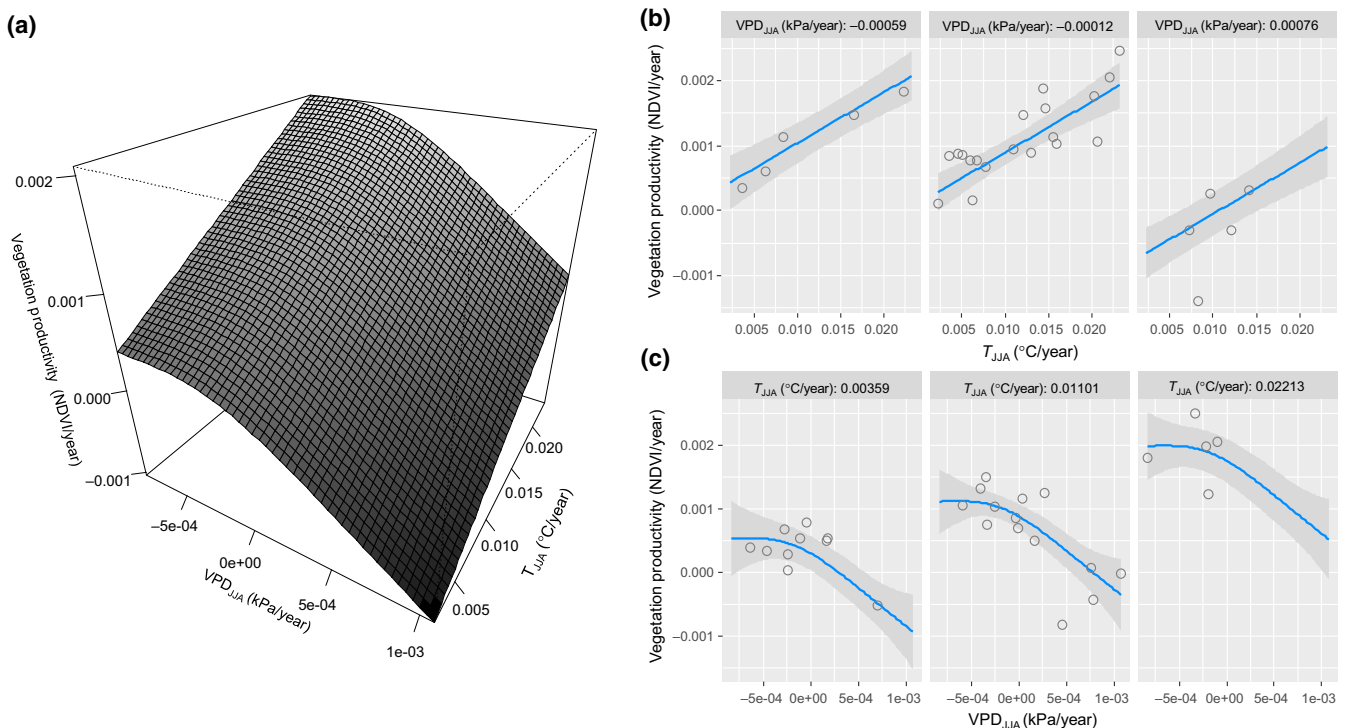 (a)
0.002
0.001
0.000
−0.001
Vegetation productivity (NDVI/year)
−5e-04
0e+00
5e-04
1e-03
VPDJJA (kPa/year)
0.005
0.010
0.015
0.020
TJJA (°C/year)
(b)
VPDJJA (kPa/year): −0.00059
VPDJJA (kPa/year): −0.00012
VPDJJA (kPa/year): 0.00076
Vegetation productivity (NDVI/year)
0.002
0.001
0.000
−0.001
0.005 0.010 0.015 0.020
0.005 0.010 0.015 0.020
0.005 0.010 0.015 0.020
TJJA (°C/year)
(c)
TJJA (°C/year): 0.00359
TJJA (°C/year): 0.01101
TJJA (°C/year): 0.02213
Vegetation productivity (NDVI/year)
0.002
0.001
0.000
−0.001
−5e-04 0e+00 5e-04 1e-03
−5e-04 0e+00 5e-04 1e-03
−5e-04 0e+00 5e-04 1e-03
VPDJJA (kPa/year)